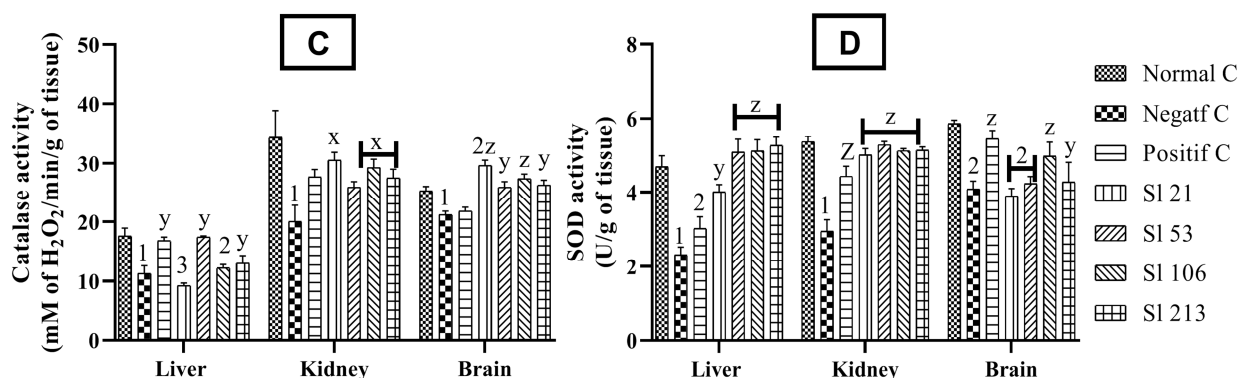 C
Catalase activity
(mM of H₂O₂/min/g of tissue)
50
40
30
20
10
0
1
y
3
y
2
y
1
x
x
1
2z
y
z
y
Liver
Kidney
Brain
D
SOD activity
(U/g of tissue)
8
6
4
2
0
1
2
y
z
1
Z
z
2
z
2
z
y
Liver
Kidney
Brain
Normal C
Negatf C
Positif C
Sl 21
Sl 53
Sl 106
Sl 213